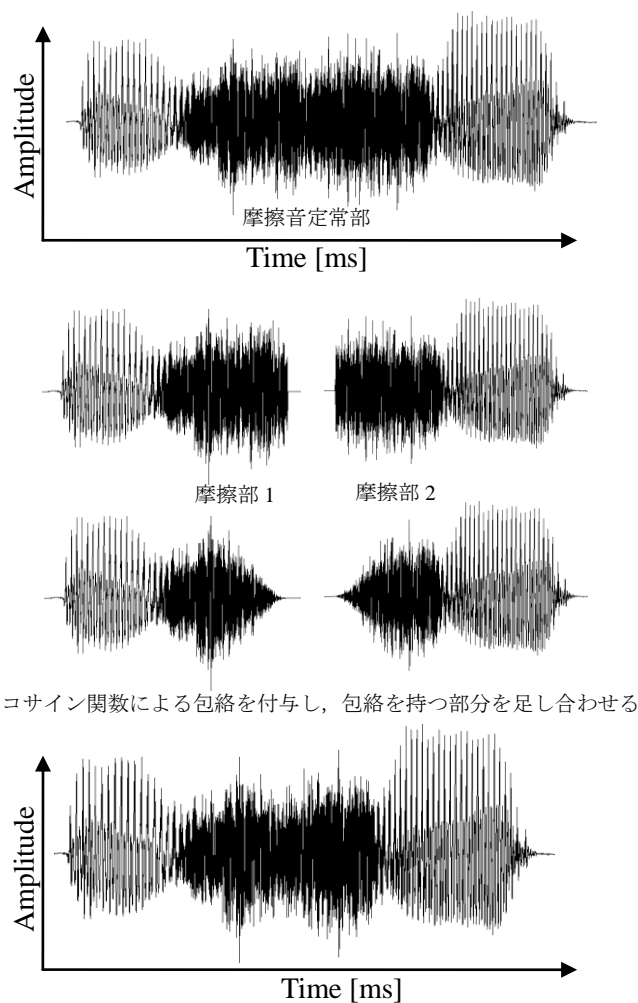 Amplitude
摩擦音定常部
Time [ms]
摩擦部 1
摩擦部 2
コサイン関数による包絡を付与し，包絡を持つ部分を足し合わせる
Amplitude
Time [ms]